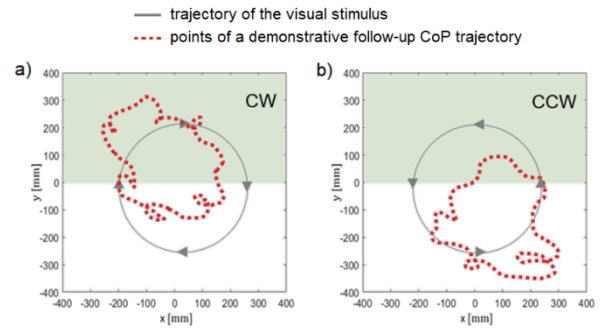 trajectory of the visual stimulus
points of a demonstrative follow-up CoP trajectory
a)
CW
y [mm]
400
300
200
100
0
-100
-200
-300
-400
-400 -300 -200 -100 0 100 200 300 400
x [mm]
b)
CCW
y [mm]
400
300
200
100
0
-100
-200
-300
-400
-400 -300 -200 -100 0 100 200 300 400
x [mm]